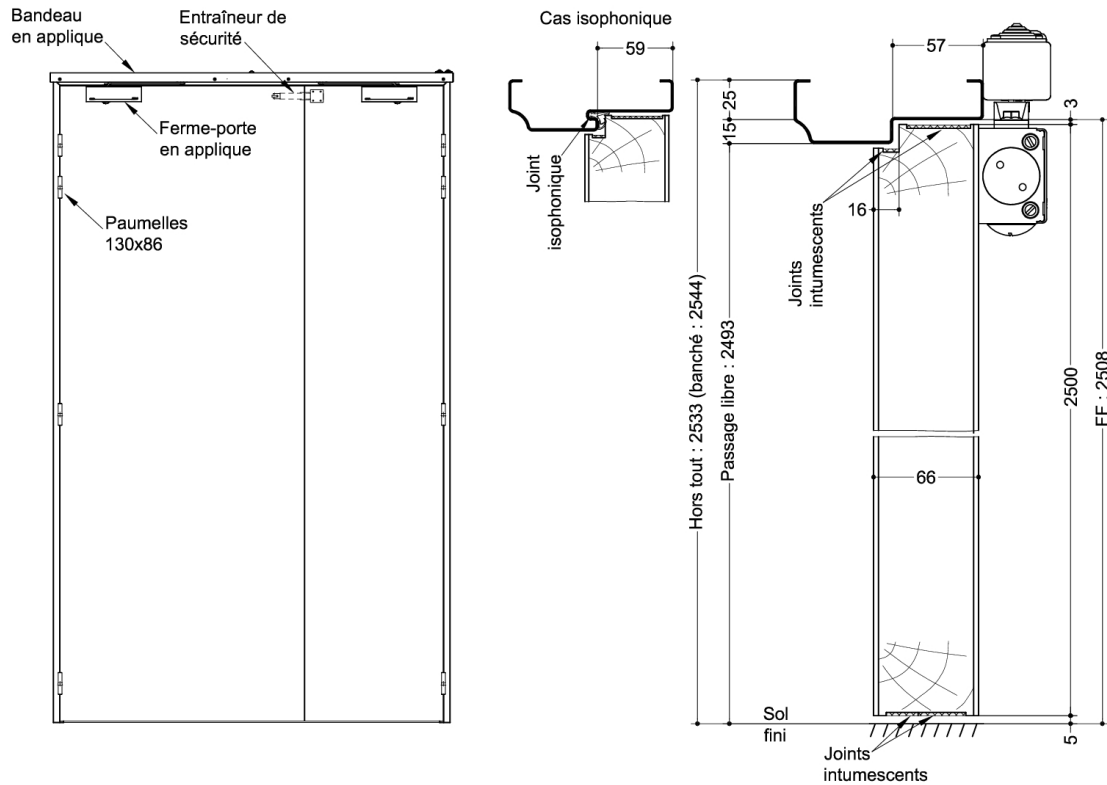 Bandeau
en applique
Entraîneur de
sécurité
Ferme-porte
en applique
Paumelles
130x86
Cas isophonique
59
Joint
isophonique
57
25
15
3
16
Joints
intumescents
Hors tout : 2533 (banché : 2544)
Passage libre : 2493
2500
FF : 2508
66
Sol
fini
5
Joints
intumescents